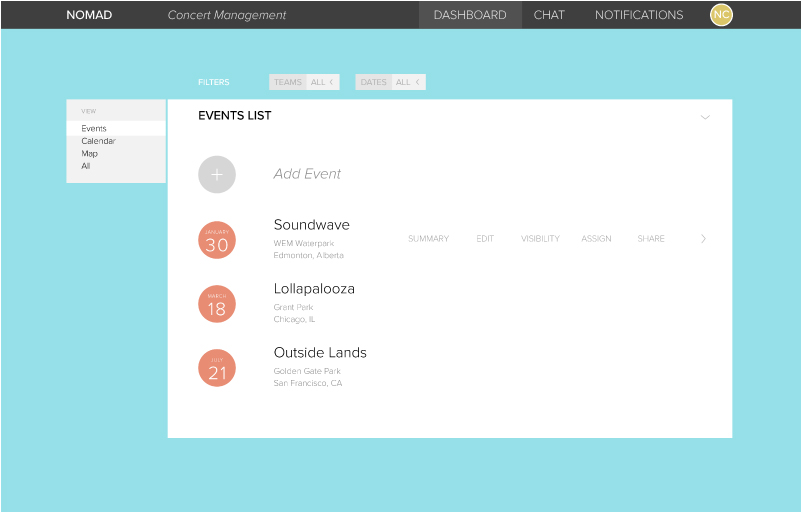 NOMAD Concert Management DASHBOARD CHAT NOTIFICATIONS NC
FILTERS TEAMS ALL < DATES ALL <
VIEW
Events
Calendar
Map
All
EVENTS LIST
+ Add Event
JANUARY
30
Soundwave
WEM Waterpark
Edmonton, Alberta
SUMMARY EDIT VISIBILITY ASSIGN SHARE >
MARCH
18
Lollapalooza
Grant Park
Chicago, IL
JULY
21
Outside Lands
Golden Gate Park
San Francisco, CA